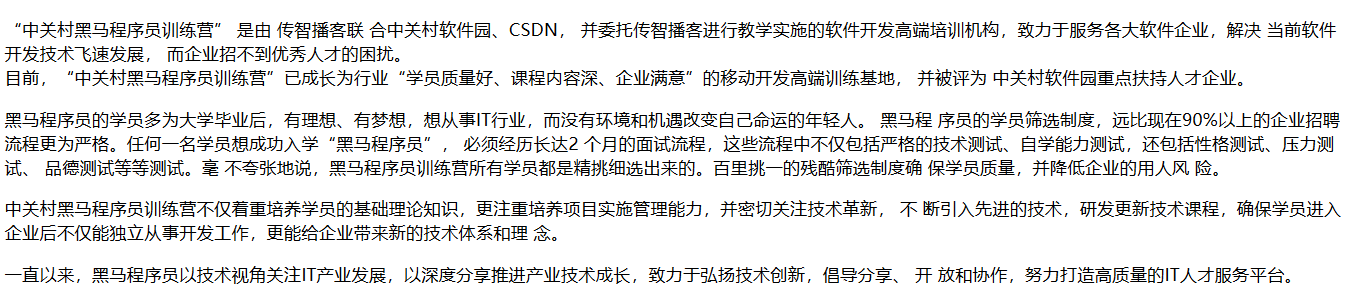 “中关村黑马程序员训练营” 是由 传智播客联 合中关村软件园、CSDN， 并委托传智播客进行教学实施的软件开发高端培训机构，致力于服务各大软件企业，解决 当前软件
开发技术飞速发展， 而企业招不到优秀人才的困扰。
目前，“中关村黑马程序员训练营”已成长为行业“学员质量好、课程内容深、企业满意”的移动开发高端训练基地， 并被评为 中关村软件园重点扶持人才企业。
黑马程序员的学员多为大学毕业后，有理想、有梦想，想从事IT行业，而没有环境和机遇改变自己命运的年轻人。 黑马程 序员的学员筛选制度，远比现在90%以上的企业招聘
流程更为严格。任何一名学员想成功入学“黑马程序员”， 必须经历长达2 个月的面试流程，这些流程中不仅包括严格的技术测试、自学能力测试，还包括性格测试、压力测
试、 品德测试等等测试。毫 不夸张地说，黑马程序员训练营所有学员都是精挑细选出来的。百里挑一的残酷筛选制度确 保学员质量，并降低企业的用人风 险。
中关村黑马程序员训练营不仅着重培养学员的基础理论知识，更注重培养项目实施管理能力，并密切关注技术革新， 不 断引入先进的技术，研发更新技术课程，确保学员进入
企业后不仅能独立从事开发工作，更能给企业带来新的技术体系和理 念。
一直以来，黑马程序员以技术视角关注IT产业发展，以深度分享推进产业技术成长，致力于弘扬技术创新，倡导分享、 开 放和协作，努力打造高质量的IT人才服务平台。